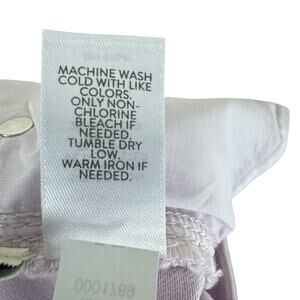 MACHINE WASH
COLD WITH LIKE
COLORS.
ONLY NON-
CHLORINE
BLEACH IF
NEEDED.
TUMBLE DRY
LOW.
WARM IRON IF
NEEDED.